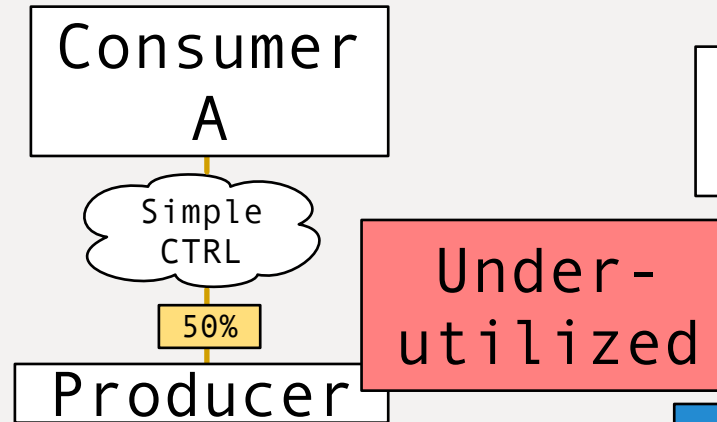 Consumer
A
Simple
CTRL
Under-
utilized
50%
Producer